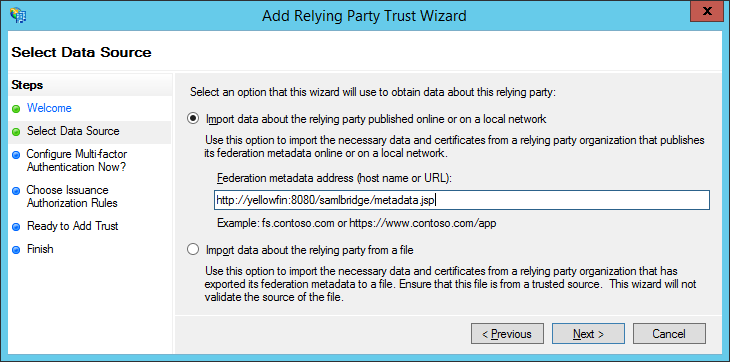 Add Relying Party Trust Wizard
X
Select Data Source
Steps
Welcome
Select Data Source
Configure Multi-factor
Authentication Now?
Choose Issuance
Authorization Rules
Ready to Add Trust
Finish
Select an option that this wizard will use to obtain data about this relying party:
Import data about the relying party published online or on a local network
Use this option to import the necessary data and certificates from a relying party organization that publishes
its federation metadata online or on a local network.
Federation metadata address (host name or URL):
http://yellowfin:8080/samlbridge/metadata.jsp
Example: fs.contoso.com or https://www.contoso.com/app
Import data about the relying party from a file
Use this option to import the necessary data and certificates from a relying party organization that has
exported its federation metadata to a file. Ensure that this file is from a trusted source.  This wizard will not
validate the source of the file.
< Previous
Next >
Cancel